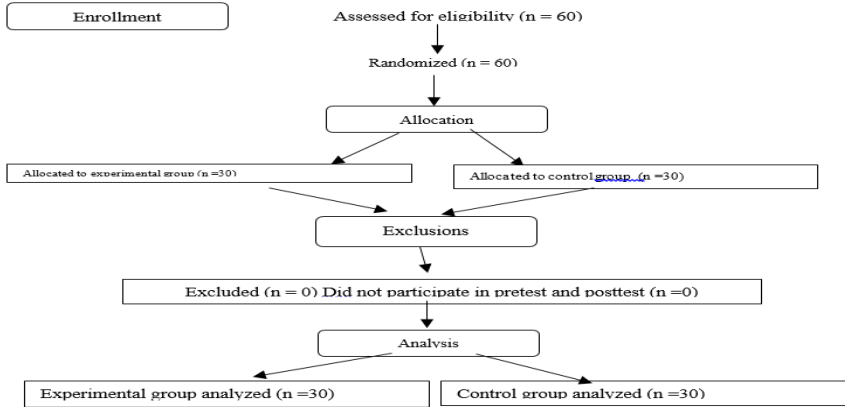 Enrollment
Assessed for eligibility (n = 60)
Randomized (n = 60)
Allocation
Allocated to experimental group (n =30)
Allocated to control group (n =30)
Exclusions
Excluded (n = 0) Did not participate in pretest and posttest (n =0)
Analysis
Experimental group analyzed (n =30)
Control group analyzed (n =30)